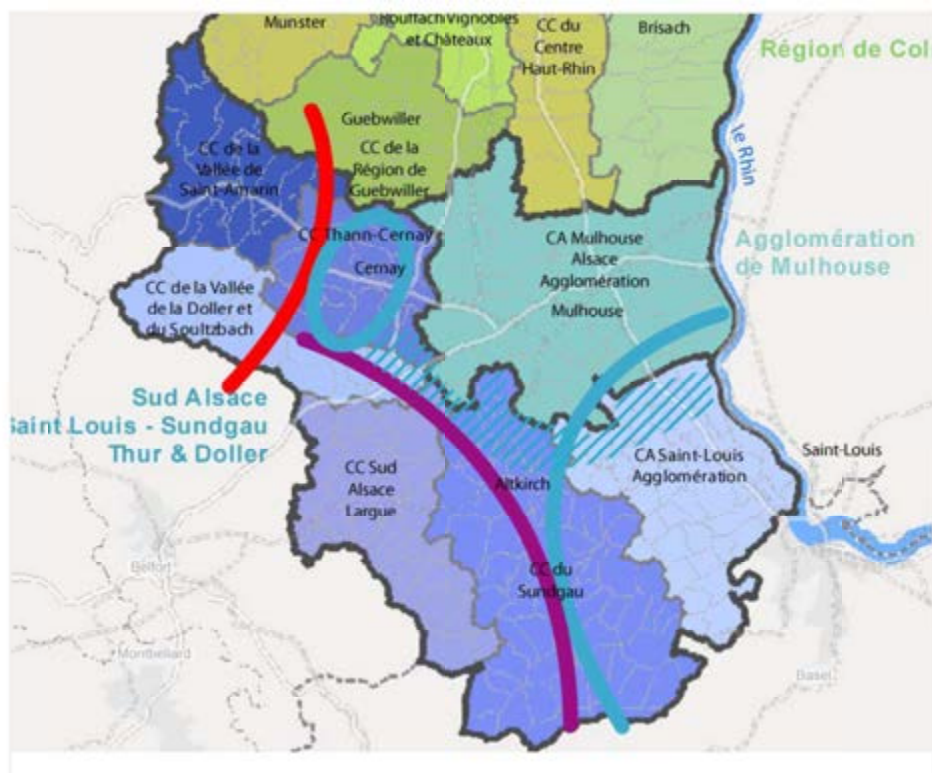 Munster
Rouffach Vignobles
et Châteaux
CC du
Centre
Haut-Rhin
Brisach
Région de Col
le Rhin
Guebwiller
CC de la
Région de
Guebwiller
CC de la
Vallée de
Saint-Amarin
CC Thann-Cernay
Cernay
CA Mulhouse
Alsace
Agglomération
Mulhouse
Agglomération
de Mulhouse
CC de la Vallée
de la Doller et
du Soultzbach
Sud Alsace
Saint Louis - Sundgau
Thur & Doller
CC Sud
Alsace
Largue
Altkirch
CA Saint-Louis
Agglomération
Saint-Louis
CC du
Sundgau
Belfort
Montbéliard
Basel